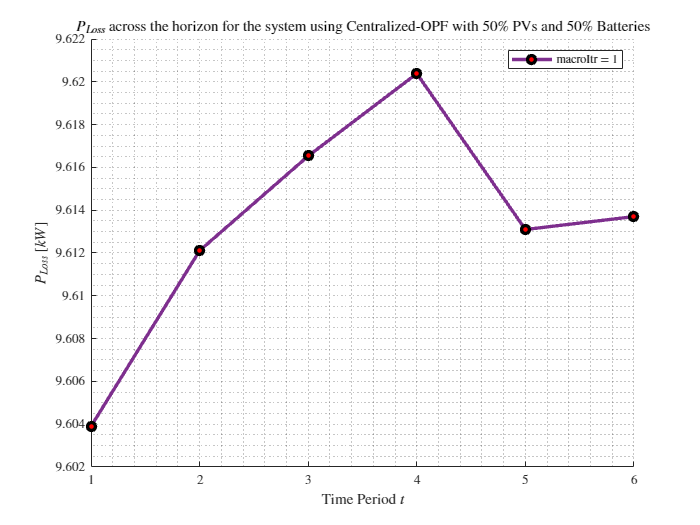 P_Loss across the horizon for the system using Centralized-OPF with 50% PVs and 50% Batteries
macroItr = 1
9.622
9.62
9.618
9.616
9.614
9.612
9.61
9.608
9.606
9.604
9.602
P_Loss [kW]
1 2 3 4 5 6
Time Period t